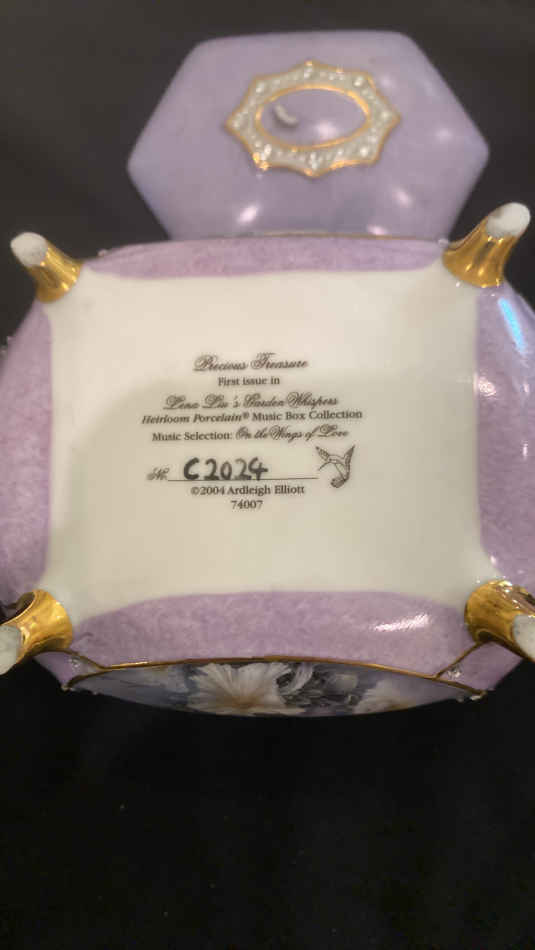 Precious Treasure
First issue in
Lena Liu's Garden Whispers
Heirloom Porcelain® Music Box Collection
Music Selection: On the Wings of Love
No. C2024
©2004 Ardleigh Elliott
74007